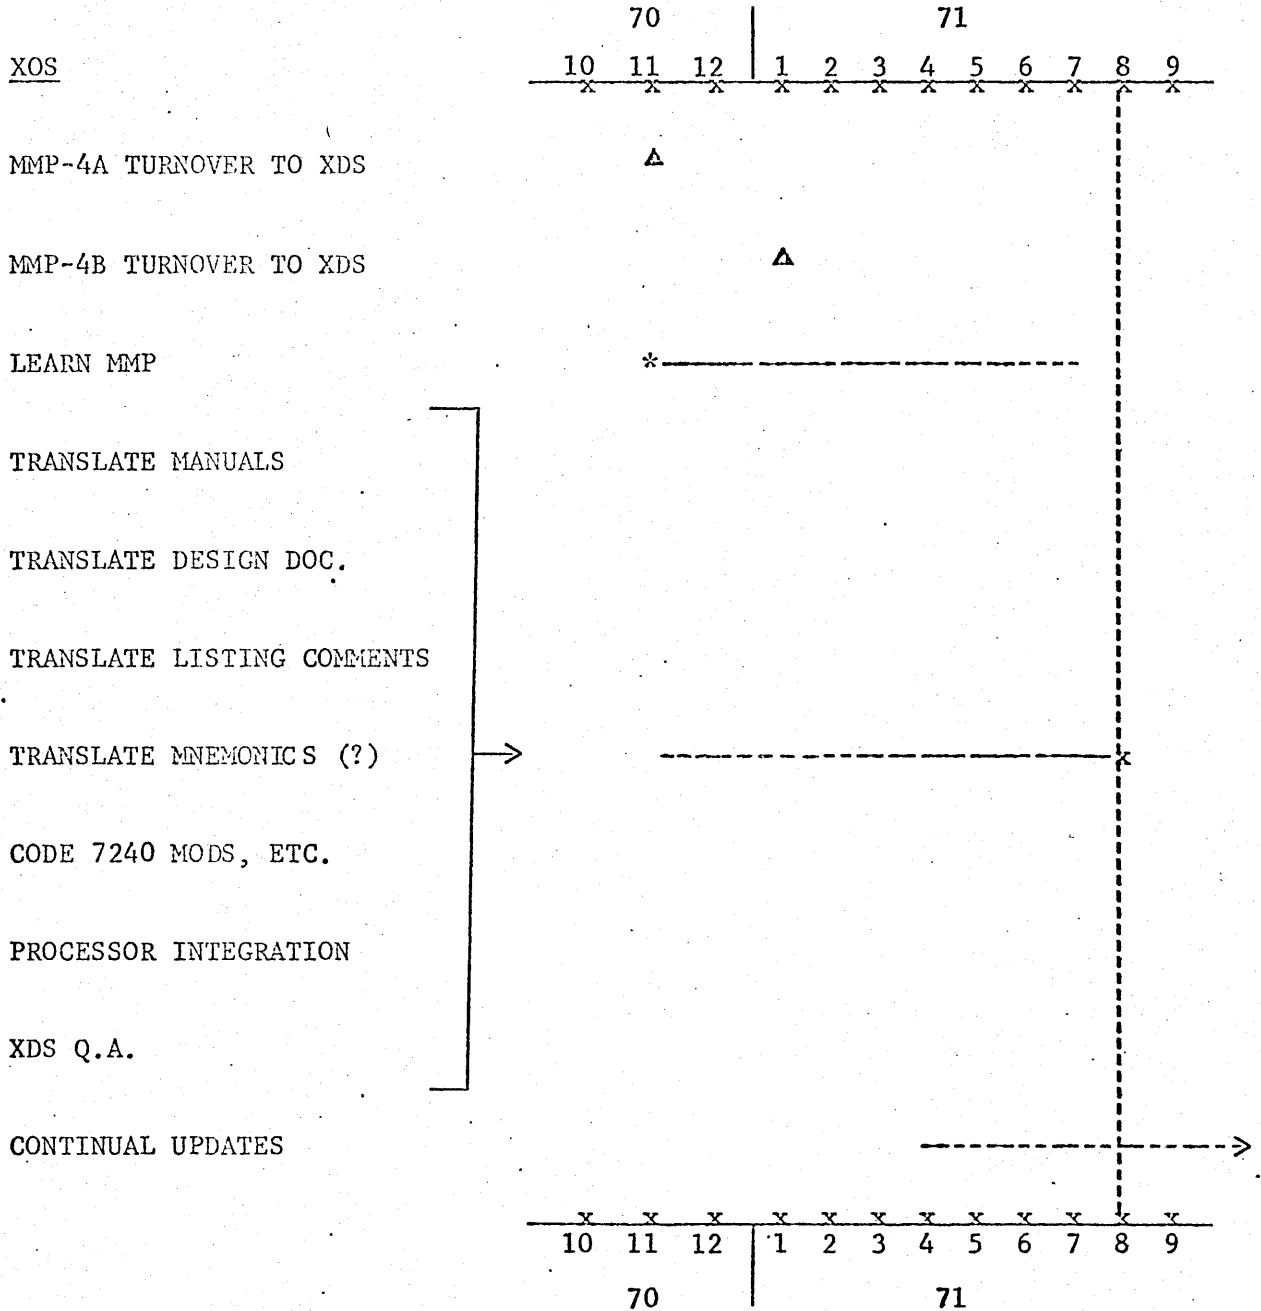 70 71
XOS 10 11 12 1 2 3 4 5 6 7 8 9
x x x x x x x x x x x x
MMP-4A TURNOVER TO XDS
MMP-4B TURNOVER TO XDS
LEARN MMP *
TRANSLATE MANUALS
TRANSLATE DESIGN DOC.
TRANSLATE LISTING COMMENTS
TRANSLATE MNEMONICS (?) x
CODE 7240 MODS, ETC.
PROCESSOR INTEGRATION
XDS Q.A.
CONTINUAL UPDATES
x x x x x x x x x x x x
10 11 12 1 2 3 4 5 6 7 8 9
70 71